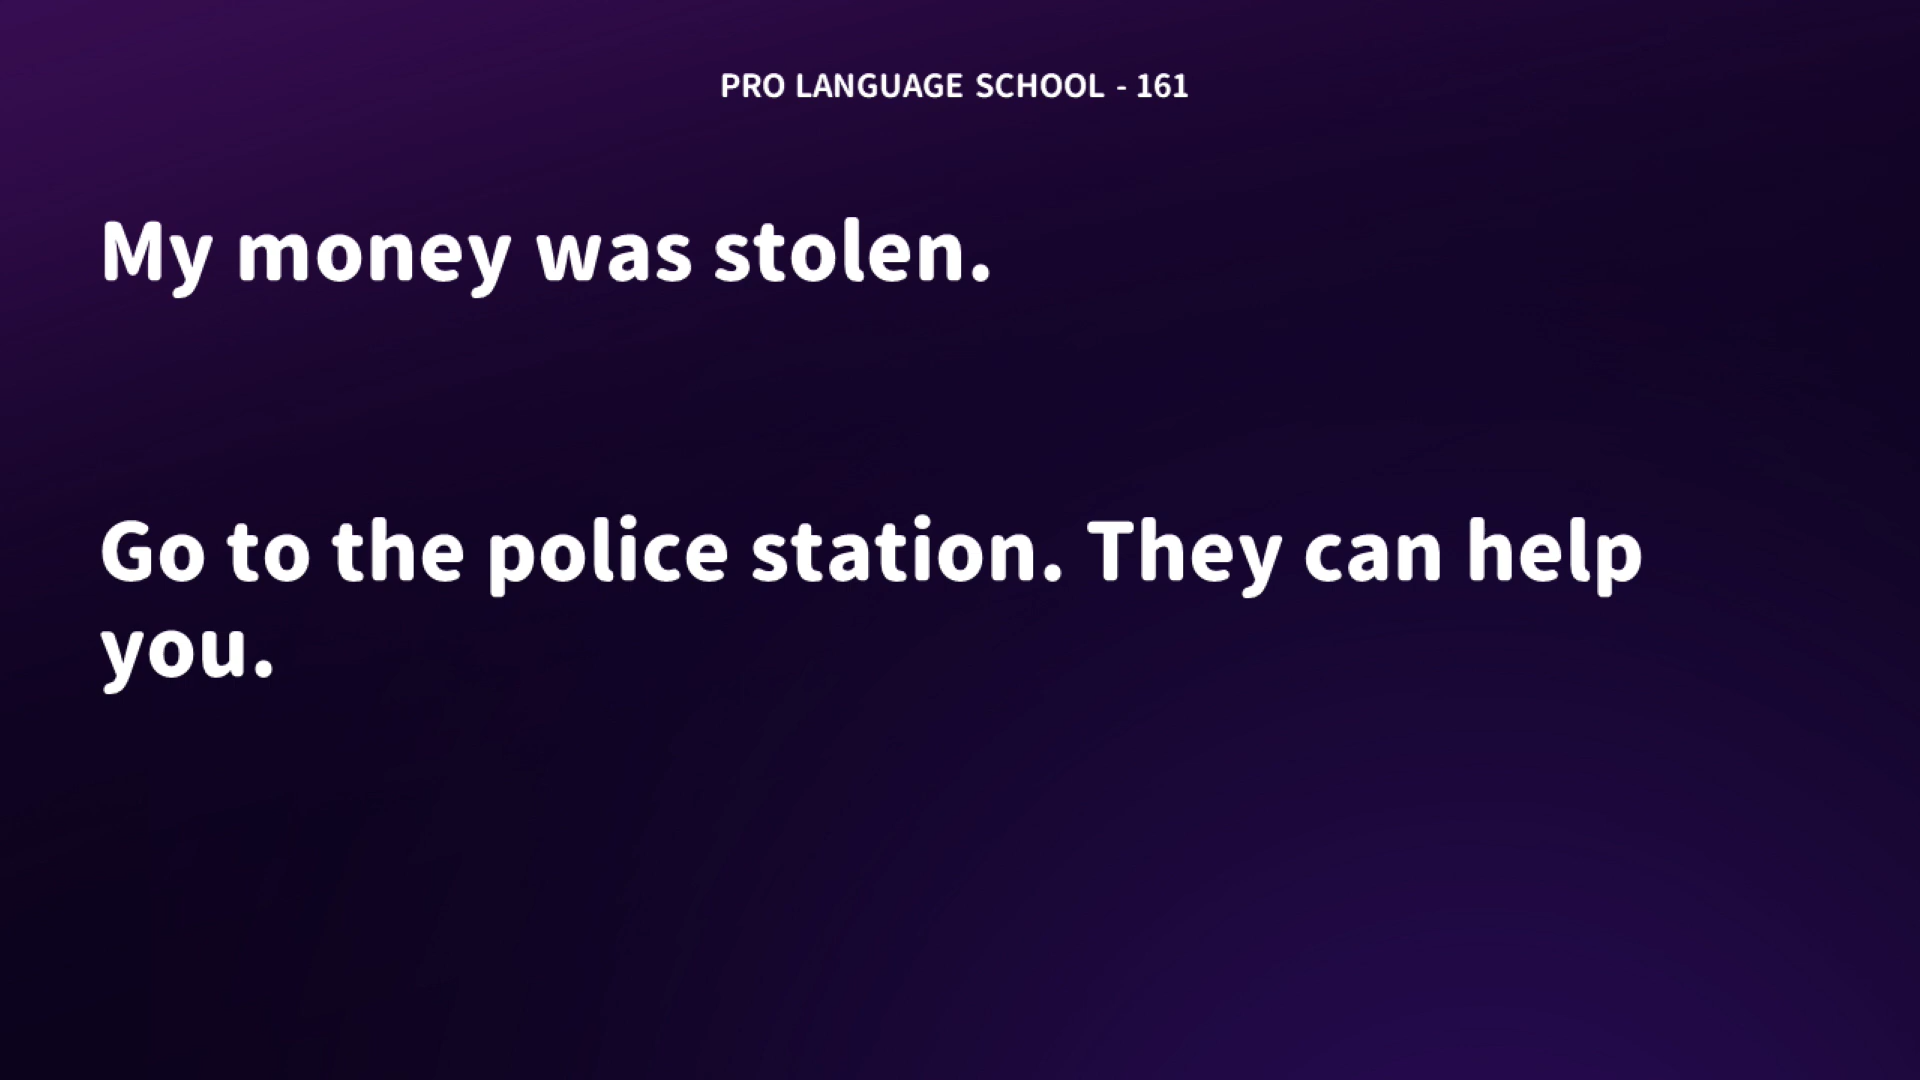 PRO LANGUAGE SCHOOL - 161
My money was stolen.
Go to the police station. They can help
you.